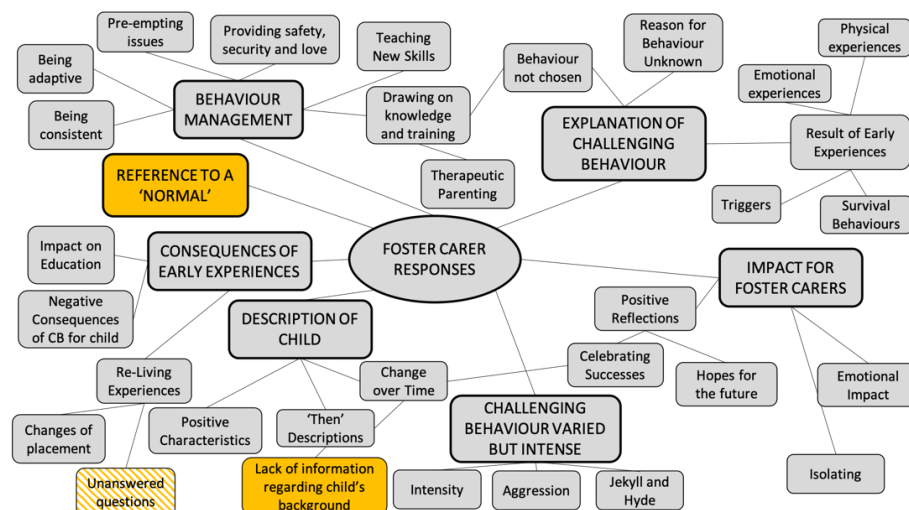 Pre-empting
issues
Providing safety,
security and love
Teaching
New Skills
Being
adaptive
Being
consistent
BEHAVIOUR
MANAGEMENT
Drawing on
knowledge
and training
Therapeutic
Parenting
Behaviour
not chosen
Reason for
Behaviour
Unknown
EXPLANATION OF
CHALLENGING
BEHAVIOUR
Physical
experiences
Emotional
experiences
Result of Early
Experiences
Triggers
Survival
Behaviours
REFERENCE TO A
‘NORMAL’
FOSTER CARER
RESPONSES
CONSEQUENCES OF
EARLY EXPERIENCES
Impact on
Education
Negative
Consequences
of CB for child
Re-Living
Experiences
Changes of
placement
Unanswered
questions
DESCRIPTION OF
CHILD
Positive
Characteristics
‘Then’
Descriptions
Change
over Time
Lack of information
regarding child’s
background
CHALLENGING
BEHAVIOUR VARIED
BUT INTENSE
Intensity
Aggression
Jekyll and
Hyde
IMPACT FOR
FOSTER CARERS
Positive
Reflections
Celebrating
Successes
Hopes for
the future
Emotional
Impact
Isolating